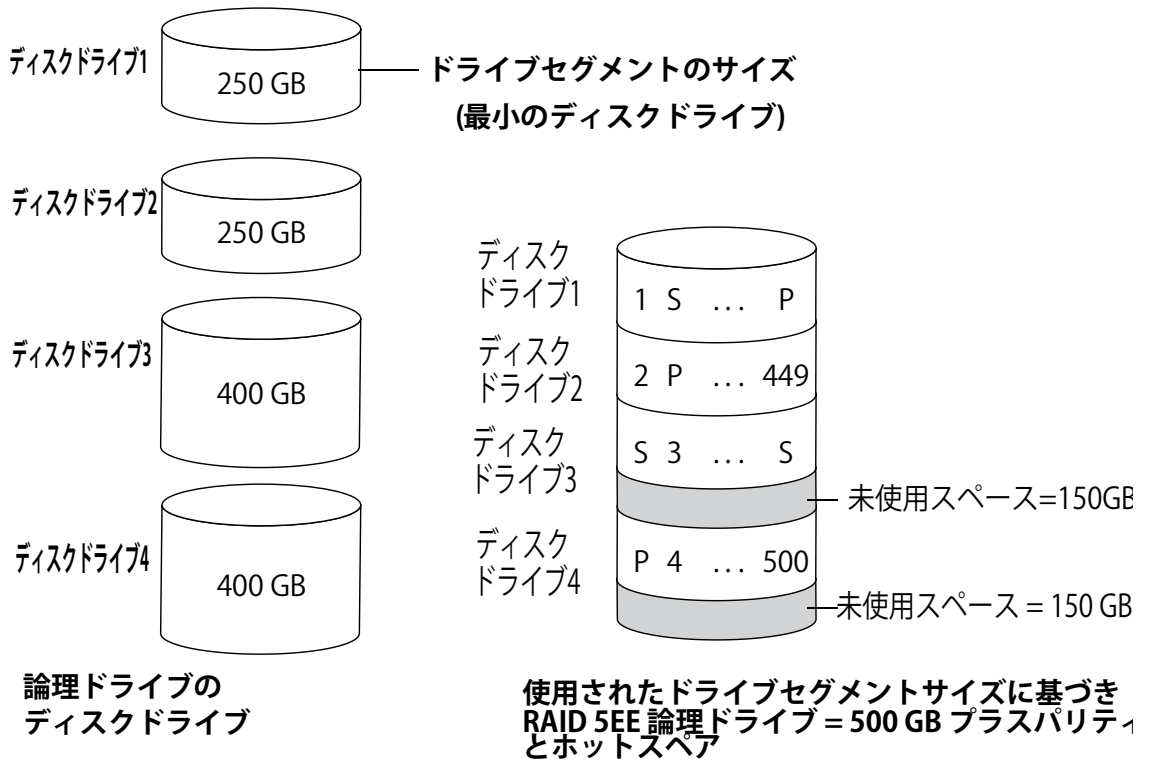 ディスクドライブ1
250 GB
ドライブセグメントのサイズ
(最小のディスクドライブ)
ディスクドライブ2
250 GB
ディスクドライブ3
400 GB
ディスクドライブ4
400 GB
論理ドライブの
ディスクドライブ
ディスク
ドライブ1
1 S ... P
ディスク
ドライブ2
2 P ... 449
ディスク
ドライブ3
S 3 ... S
未使用スペース=150GB
ディスク
ドライブ4
P 4 ... 500
未使用スペース = 150 GB
使用されたドライブセグメントサイズに基づき
RAID 5EE 論理ドライブ = 500 GB プラスパリティ
とホットスペア